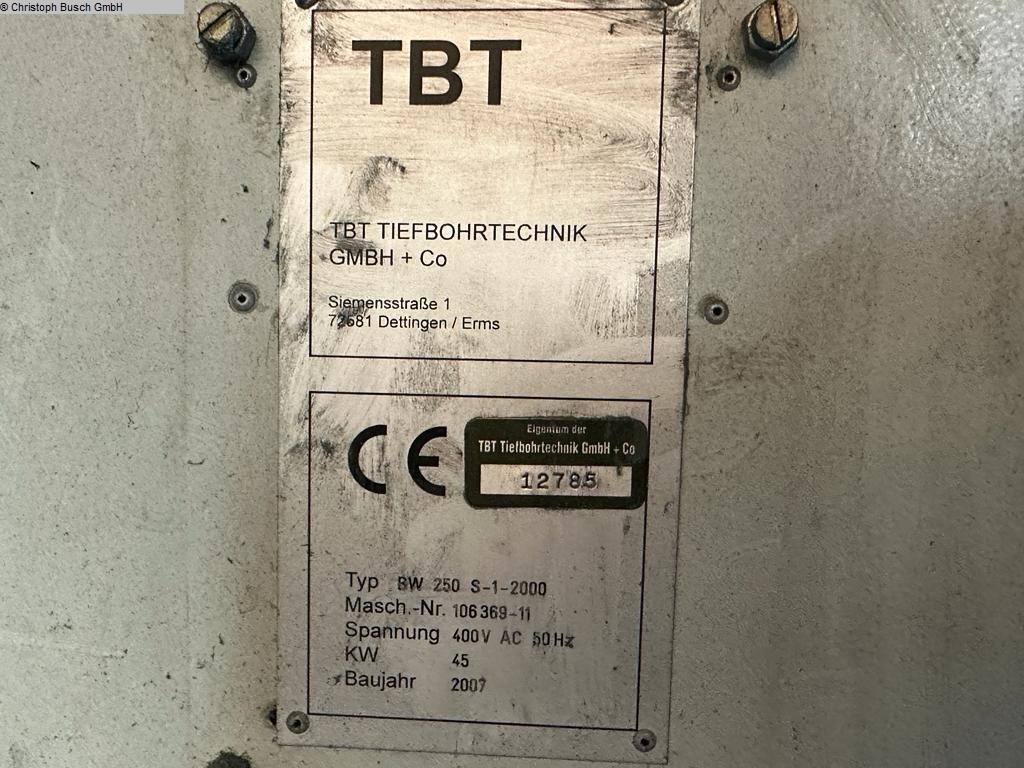 © Christoph Busch GmbH
TBT
TBT TIEFBOHRTECHNIK
GMBH + Co
Siemensstraße 1
72581 Dettingen / Erms
CE
Eigentum der
TBT Tiefbohrtechnik GmbH + Co
12785
Typ BW 250 S-1-2000
Masch.-Nr. 106369-11
Spannung 400V AC 50Hz
KW 45
Baujahr 2007